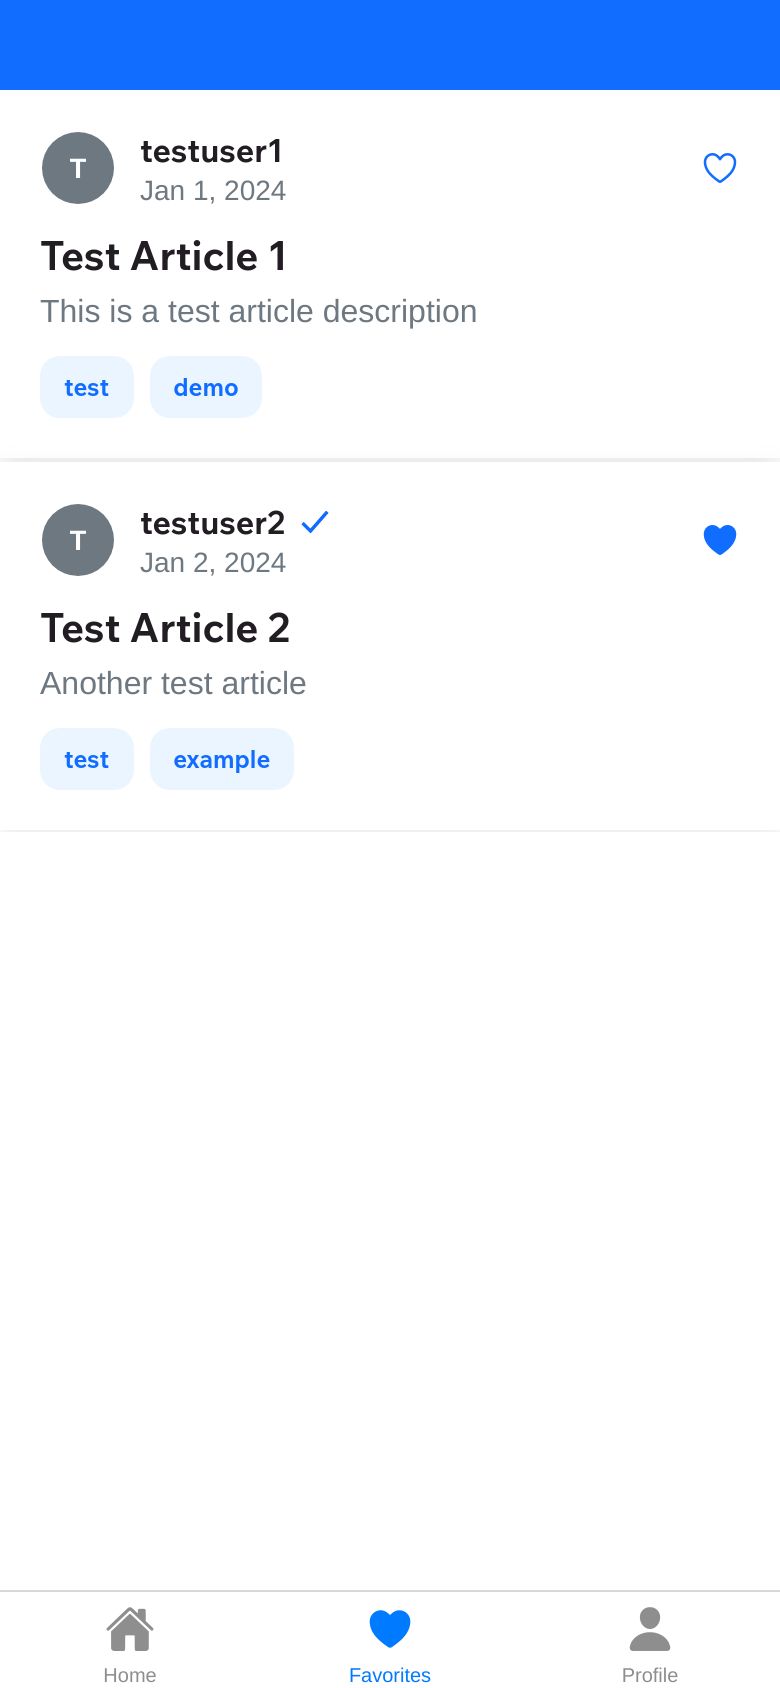 T
testuser1
Jan 1, 2024
Test Article 1
This is a test article description
test demo
T
testuser2
Jan 2, 2024
Test Article 2
Another test article
test example
Home Favorites Profile